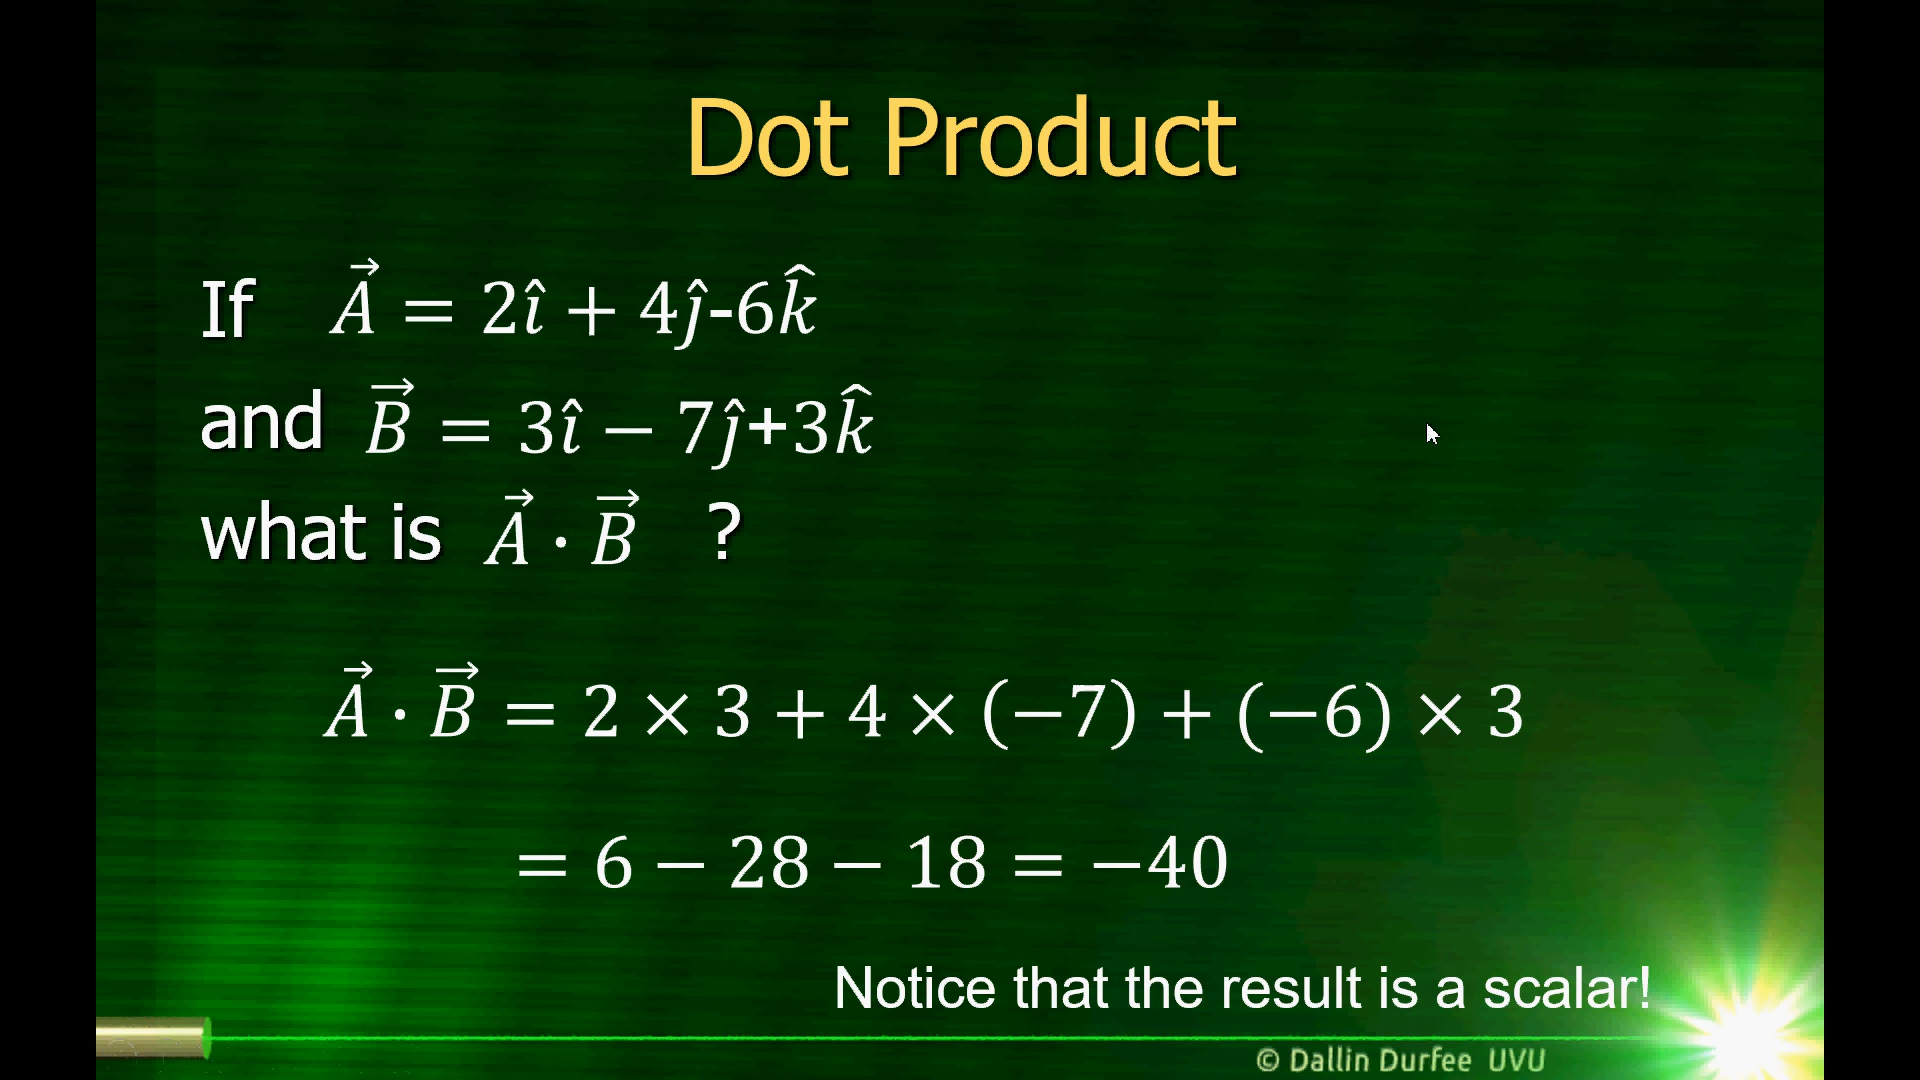 Dot Product
If A⃗ = 2î + 4ĵ-6k̂
and B⃗ = 3î − 7ĵ+3k̂
what is A⃗ · B⃗ ?
A⃗ · B⃗ = 2 × 3 + 4 × (−7) + (−6) × 3
= 6 − 28 − 18 = −40
Notice that the result is a scalar!
© Dallin Durfee UVU